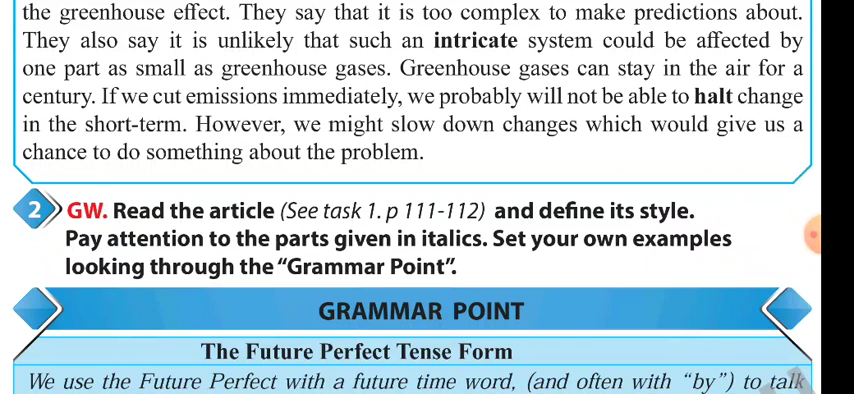 the greenhouse effect. They say that it is too complex to make predictions about.
They also say it is unlikely that such an intricate system could be affected by
one part as small as greenhouse gases. Greenhouse gases can stay in the air for a
century. If we cut emissions immediately, we probably will not be able to halt change
in the short-term. However, we might slow down changes which would give us a
chance to do something about the problem.
2 GW. Read the article (See task 1. p 111-112) and define its style.
Pay attention to the parts given in italics. Set your own examples
looking through the “Grammar Point”.
GRAMMAR POINT
The Future Perfect Tense Form
We use the Future Perfect with a future time word, (and often with “by”) to talk